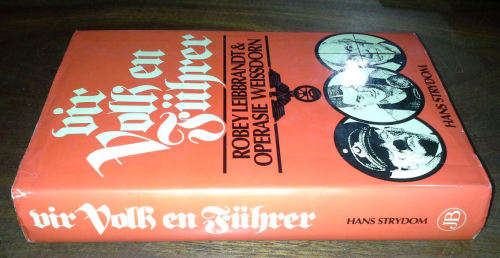 vir
Volk en
Führer
ROBEY LEIBBRANDT &
OPERASIE WEISSDORN
HANS STRYDOM
vir Volk en Führer
HANS STRYDOM
JB